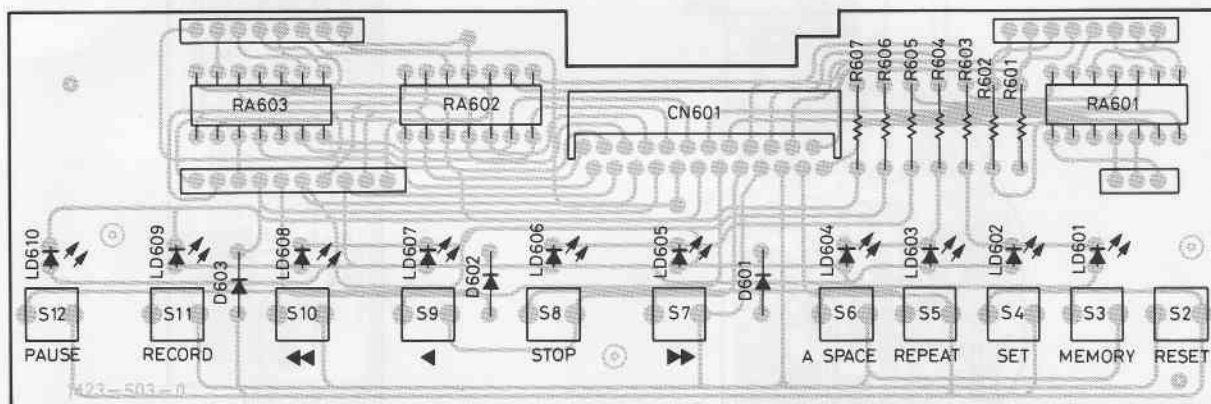 R607 R606 R605 R604 R603 R602 R601
RA603 RA602 CN601 RA601
LD610 LD609 D603 LD608 LD607 D602 LD606 LD605 D601 LD604 LD603 LD602 LD601
S12 S11 S10 S9 S8 S7 S6 S5 S4 S3 S2
PAUSE RECORD ◀◀ ◀ STOP ▶▶ A SPACE REPEAT SET MEMORY RESET